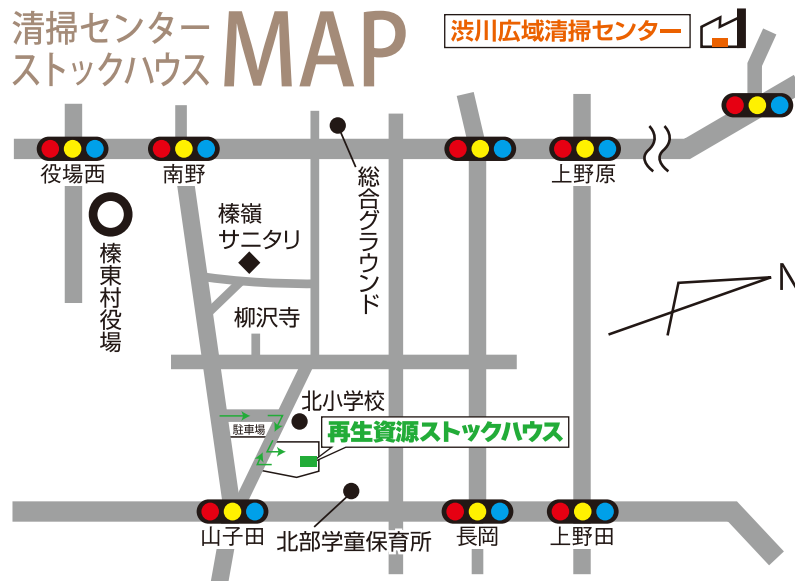 清掃センター
ストックハウス
MAP
渋川広域清掃センター
役場西
南野
上野原
榛嶺
サニタリ
総合グラウンド
榛東村役場
N
柳沢寺
北小学校
駐車場
再生資源ストックハウス
山子田
北部学童保育所
長岡
上野田